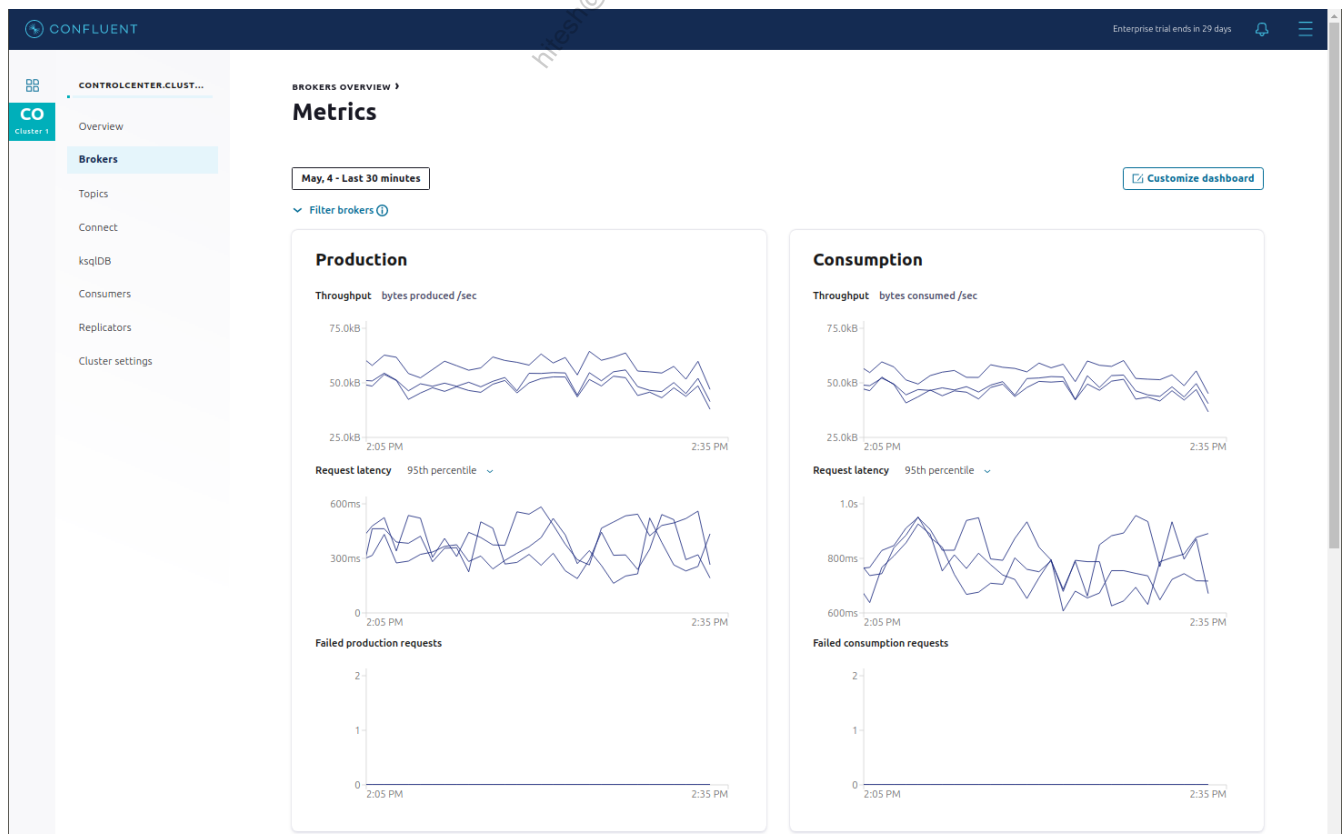 hitesh@
CONFLUENT
Enterprise trial ends in 29 days
CO
Cluster 1
CONTROLCENTER.CLUST...
Overview
Brokers
Topics
Connect
ksqlDB
Consumers
Replicators
Cluster settings
BROKERS OVERVIEW ›
Metrics
May, 4 - Last 30 minutes
Customize dashboard
Filter brokers
Production
Throughput bytes produced /sec
75.0kB
50.0kB
25.0kB
2:05 PM 2:35 PM
Request latency 95th percentile
600ms
300ms
0
2:05 PM 2:35 PM
Failed production requests
2
1
0
2:05 PM 2:35 PM
Consumption
Throughput bytes consumed /sec
75.0kB
50.0kB
25.0kB
2:05 PM 2:35 PM
Request latency 95th percentile
1.0s
800ms
600ms
2:05 PM 2:35 PM
Failed consumption requests
2
1
0
2:05 PM 2:35 PM